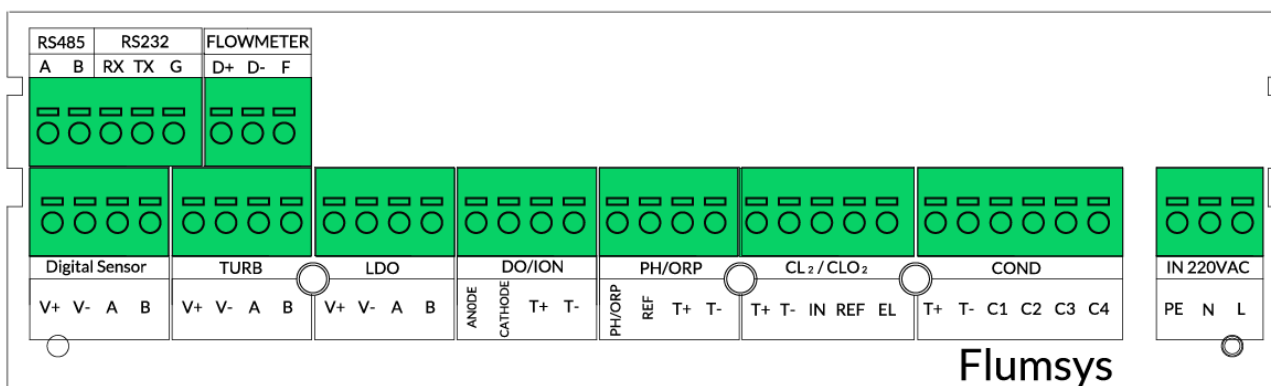 RS485 RS232 FLOWMETER
A B RX TX G D+ D- F
Digital Sensor TURB LDO DO/ION PH/ORP CL₂/CLO₂ COND IN 220VAC
V+ V- A B V+ V- A B V+ V- A B ANODE CATHODE T+ T- PH/ORP REF T+ T- T+ T- IN REF EL T+ T- C1 C2 C3 C4 PE N L
Flumsys